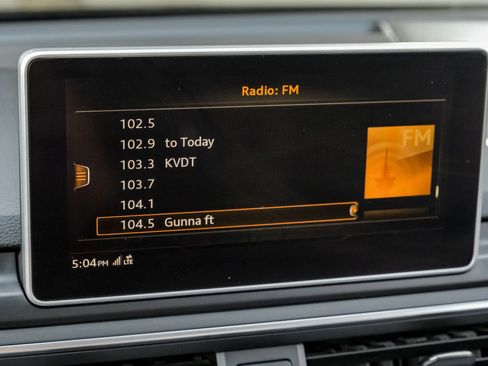 Radio: FM
102.5
102.9 to Today
103.3 KVDT
103.7
104.1
104.5 Gunna ft
FM
5:04PM LTE